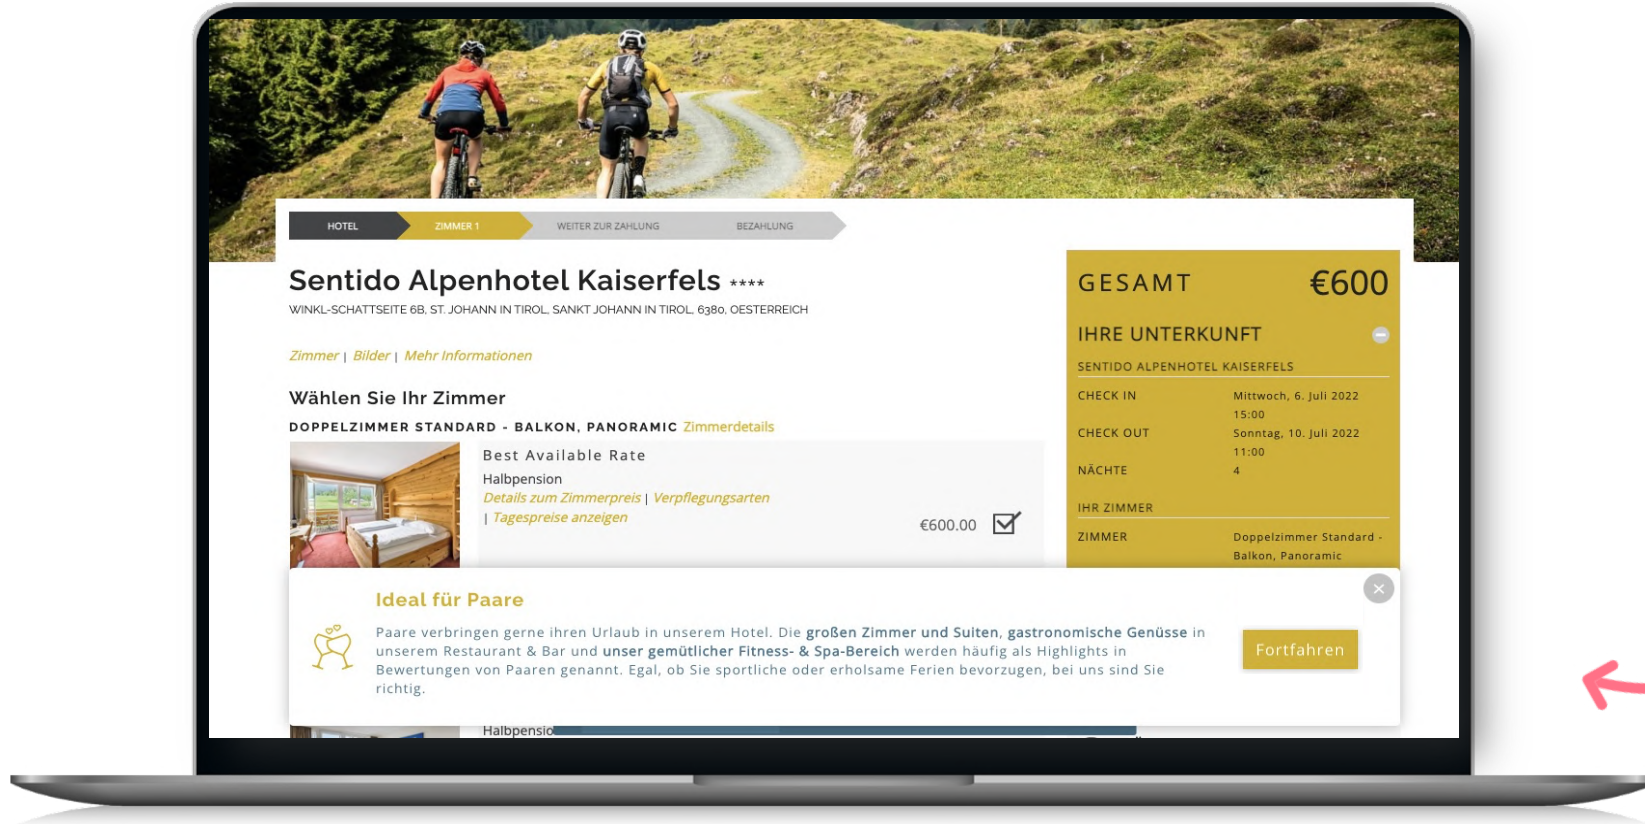 HOTEL
ZIMMER 1
WEITER ZUR ZAHLUNG
BEZAHLUNG
Sentido Alpenhotel Kaiserfels ****
WINKL-SCHATTSEITE 6B, ST. JOHANN IN TIROL, SANKT JOHANN IN TIROL, 6380, OESTERREICH
Zimmer | Bilder | Mehr Informationen
Wählen Sie Ihr Zimmer
DOPPELZIMMER STANDARD - BALKON, PANORAMIC Zimmerdetails
Best Available Rate
Halbpension
Details zum Zimmerpreis | Verpflegungsarten
| Tagespreise anzeigen
€600.00
GESAMT €600
IHRE UNTERKUNFT
SENTIDO ALPENHOTEL KAISERFELS
CHECK IN Mittwoch, 6. Juli 2022
15:00
CHECK OUT Sonntag, 10. Juli 2022
11:00
NÄCHTE 4
IHR ZIMMER
ZIMMER Doppelzimmer Standard -
Balkon, Panoramic
Ideal für Paare
Paare verbringen gerne ihren Urlaub in unserem Hotel. Die großen Zimmer und Suiten, gastronomische Genüsse in
unserem Restaurant & Bar und unser gemütlicher Fitness- & Spa-Bereich werden häufig als Highlights in
Bewertungen von Paaren genannt. Egal, ob Sie sportliche oder erholsame Ferien bevorzugen, bei uns sind Sie
richtig.
Fortfahren
Halbpensio